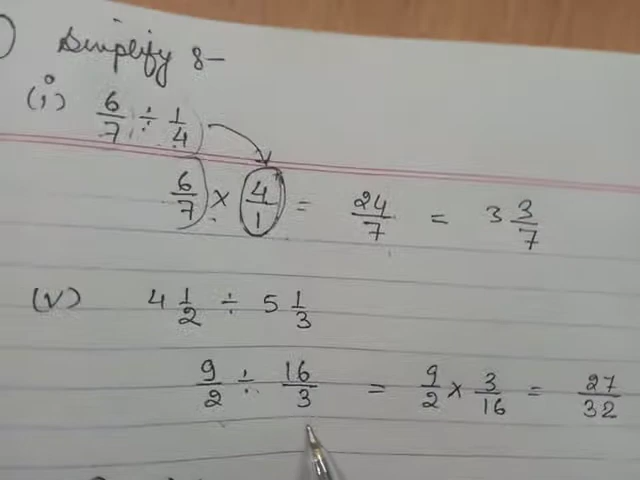 ) Simplify 8-
(i) 6/7 ÷ 1/4
6/7 × 4/1 = 24/7 = 3 3/7
(v) 4 1/2 ÷ 5 1/3
9/2 ÷ 16/3 = 9/2 × 3/16 = 27/32